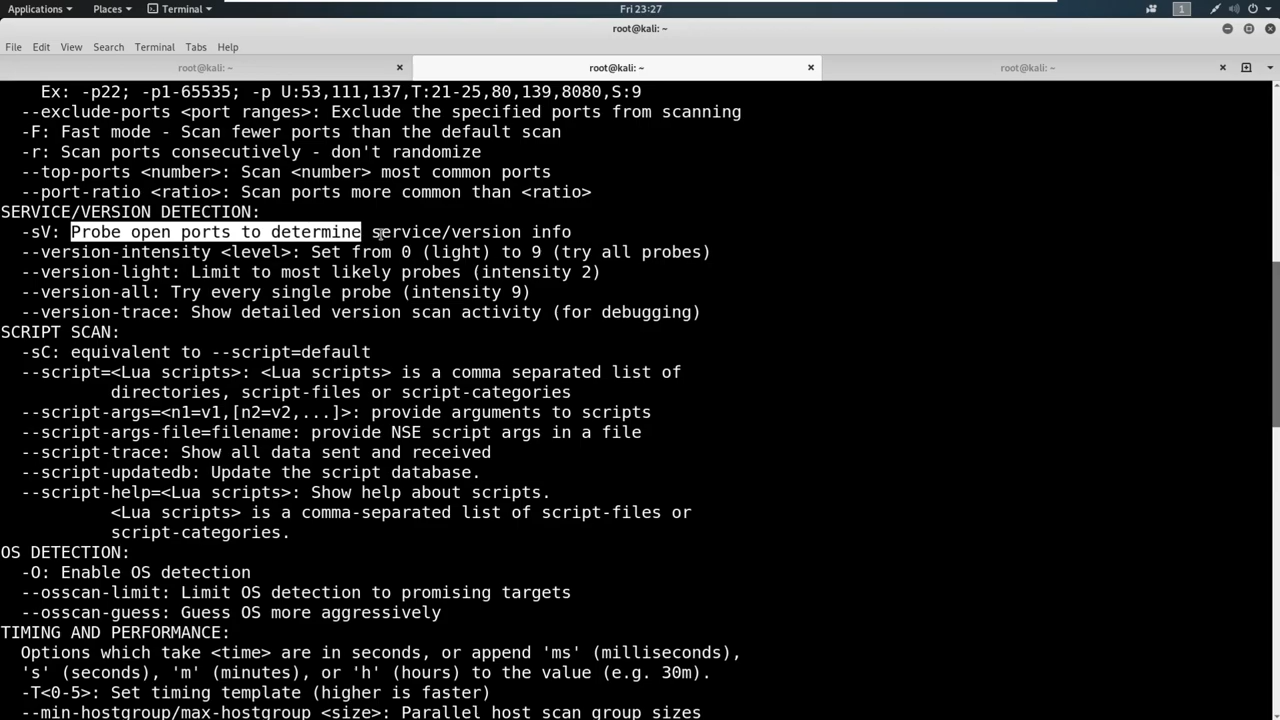 Applications Places Terminal Fri 23:27 1
root@kali: ~
File Edit View Search Terminal Tabs Help
root@kali: ~ root@kali: ~ root@kali: ~
Ex: -p22; -p1-65535; -p U:53,111,137,T:21-25,80,139,8080,S:9
--exclude-ports <port ranges>: Exclude the specified ports from scanning
-F: Fast mode - Scan fewer ports than the default scan
-r: Scan ports consecutively - don't randomize
--top-ports <number>: Scan <number> most common ports
--port-ratio <ratio>: Scan ports more common than <ratio>
SERVICE/VERSION DETECTION:
-sV: Probe open ports to determine service/version info
--version-intensity <level>: Set from 0 (light) to 9 (try all probes)
--version-light: Limit to most likely probes (intensity 2)
--version-all: Try every single probe (intensity 9)
--version-trace: Show detailed version scan activity (for debugging)
SCRIPT SCAN:
-sC: equivalent to --script=default
--script=<Lua scripts>: <Lua scripts> is a comma separated list of
directories, script-files or script-categories
--script-args=<n1=v1,[n2=v2,...]>: provide arguments to scripts
--script-args-file=filename: provide NSE script args in a file
--script-trace: Show all data sent and received
--script-updatedb: Update the script database.
--script-help=<Lua scripts>: Show help about scripts.
<Lua scripts> is a comma-separated list of script-files or
script-categories.
OS DETECTION:
-O: Enable OS detection
--osscan-limit: Limit OS detection to promising targets
--osscan-guess: Guess OS more aggressively
TIMING AND PERFORMANCE:
Options which take <time> are in seconds, or append 'ms' (milliseconds),
's' (seconds), 'm' (minutes), or 'h' (hours) to the value (e.g. 30m).
-T<0-5>: Set timing template (higher is faster)
--min-hostgroup/max-hostgroup <size>: Parallel host scan group sizes